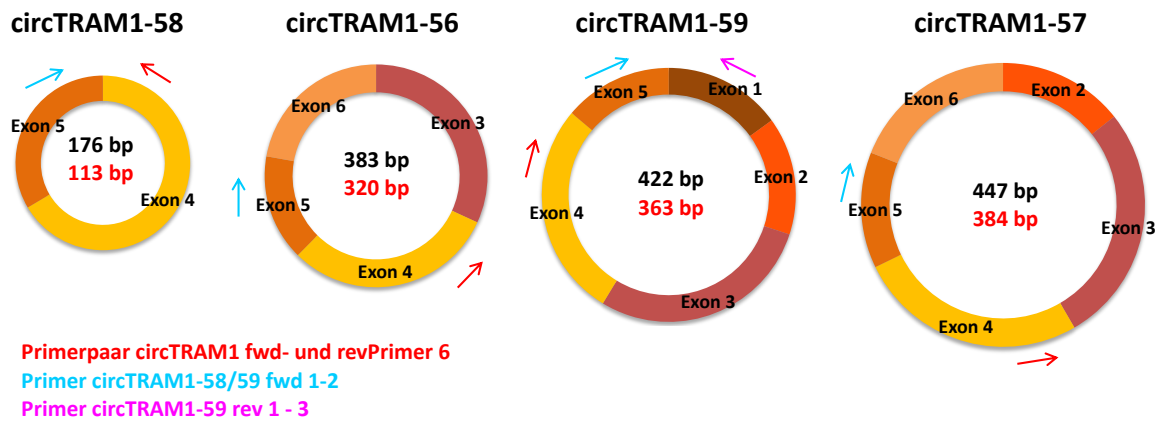 circTRAM1-58
circTRAM1-56
circTRAM1-59
circTRAM1-57
Exon 5
176 bp
113 bp
Exon 4
Exon 6
Exon 3
383 bp
320 bp
Exon 5
Exon 4
Exon 5
Exon 1
422 bp
363 bp
Exon 2
Exon 4
Exon 3
Exon 6
Exon 2
447 bp
384 bp
Exon 5
Exon 3
Exon 4
Primerpaar circTRAM1 fwd- und revPrimer 6
Primer circTRAM1-58/59 fwd 1-2
Primer circTRAM1-59 rev 1 - 3